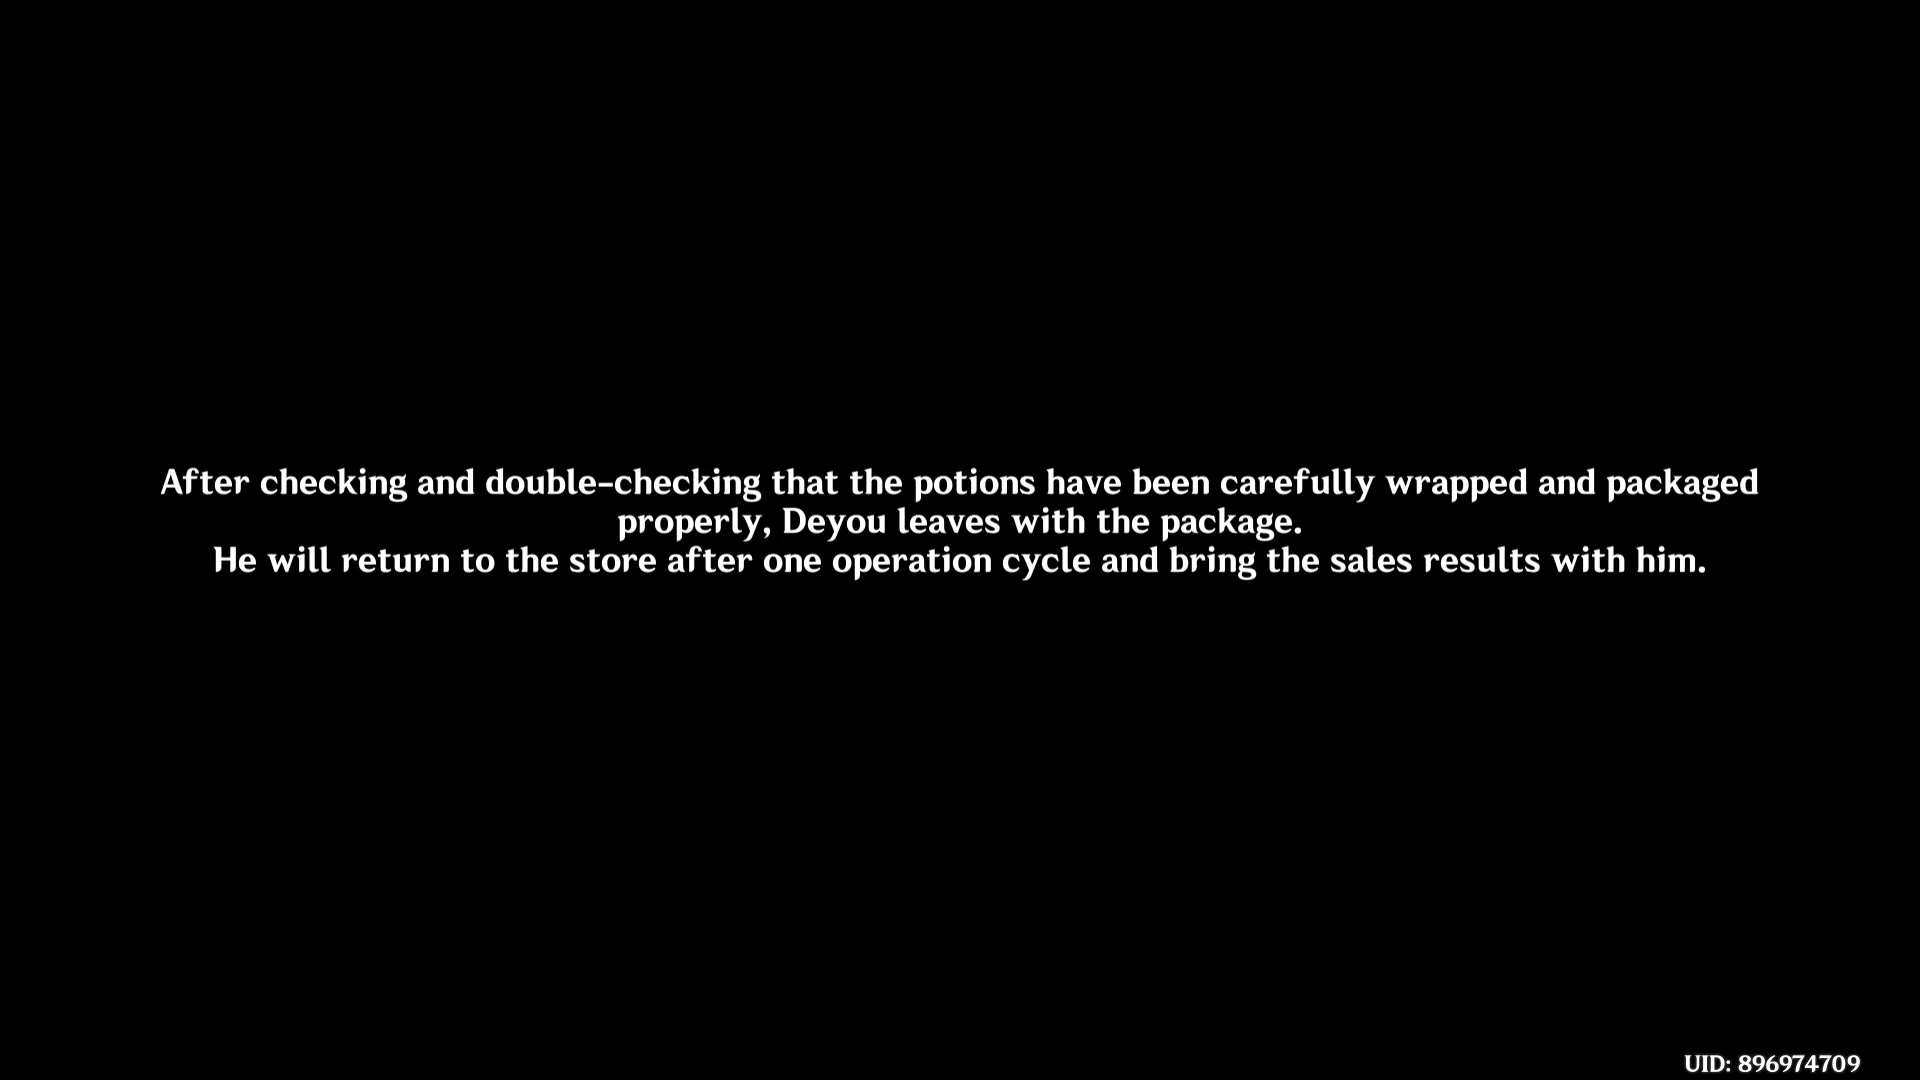 After checking and double-checking that the potions have been carefully wrapped and packaged
properly, Deyou leaves with the package.
He will return to the store after one operation cycle and bring the sales results with him.
UID: 896974709